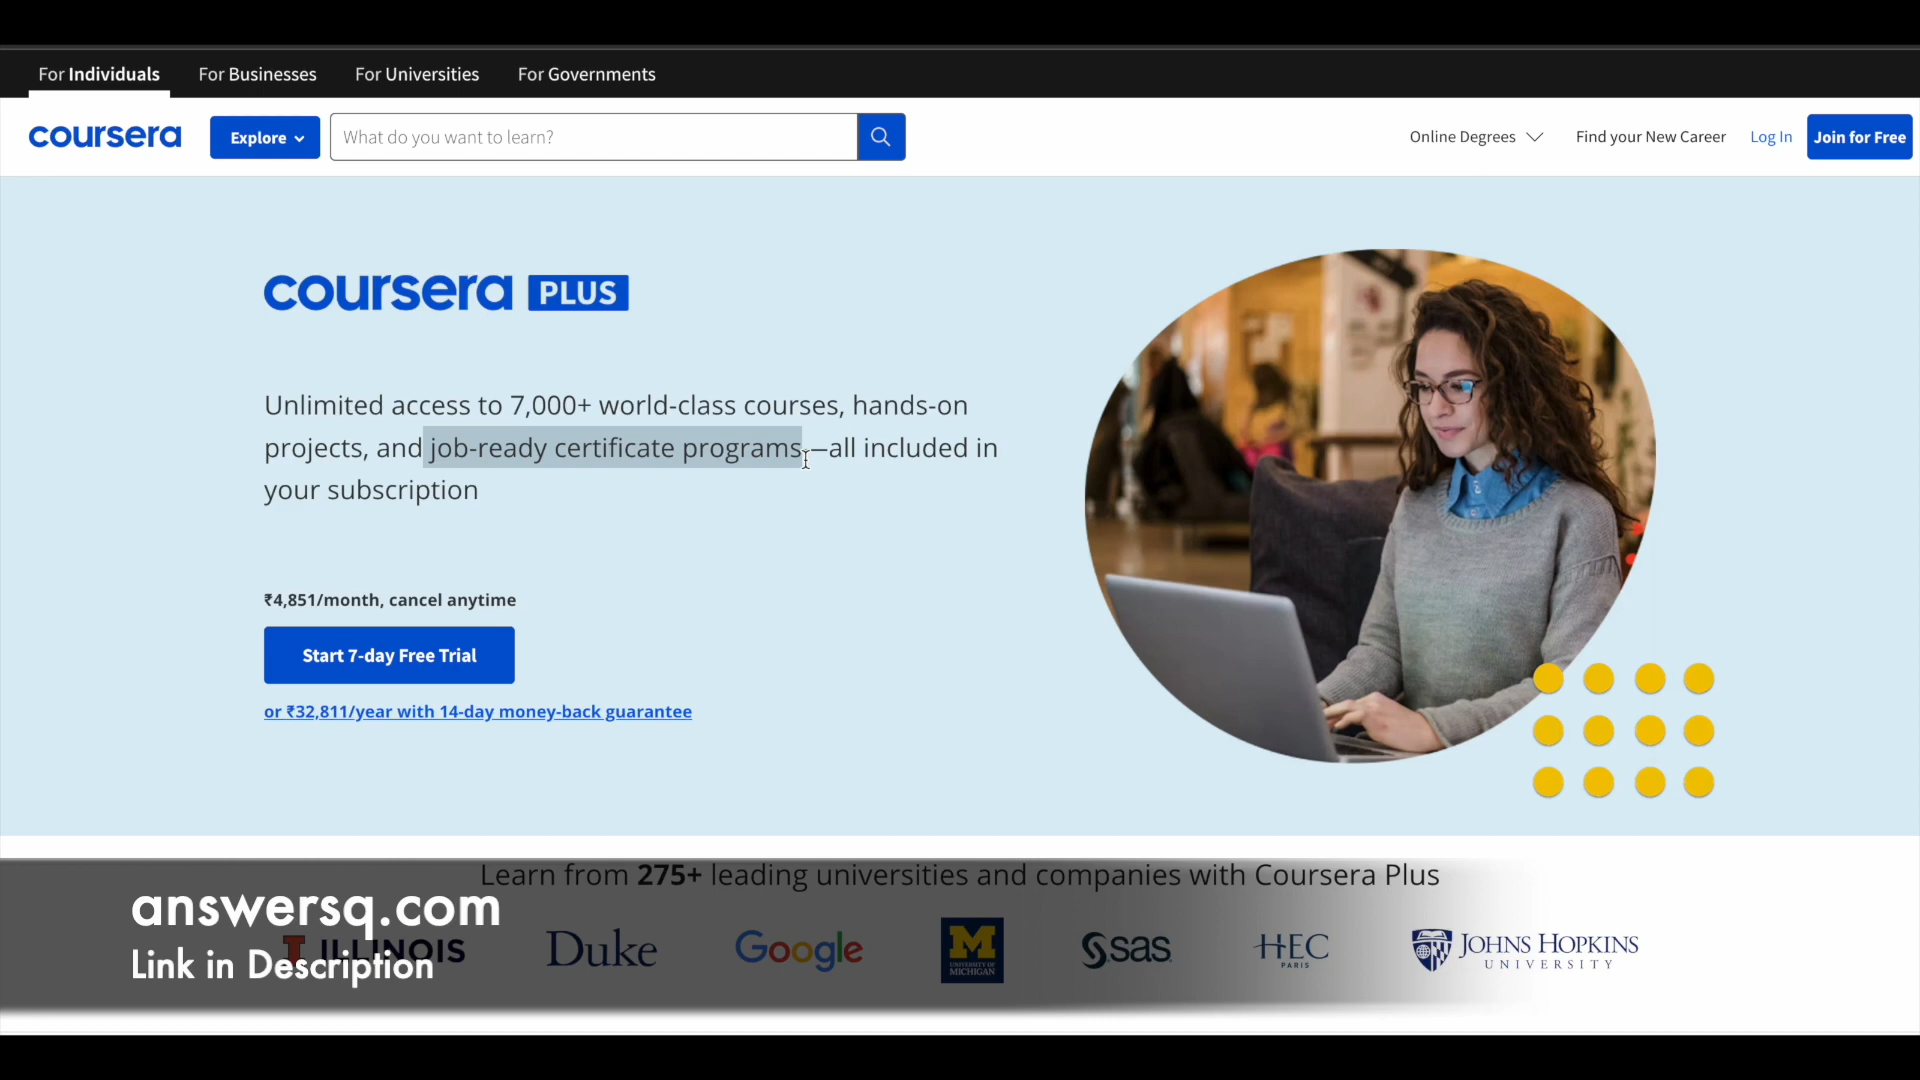 For Individuals For Businesses For Universities For Governments
coursera Explore What do you want to learn? Online Degrees Find your New Career Log In Join for Free
coursera PLUS
Unlimited access to 7,000+ world-class courses, hands-on
projects, and job-ready certificate programs—all included in
your subscription
₹4,851/month, cancel anytime
Start 7-day Free Trial
or ₹32,811/year with 14-day money-back guarantee
Learn from 275+ leading universities and companies with Coursera Plus
answersq.com
Link in Description
I ILLINOIS Duke Google M UNIVERSITY OF MICHIGAN sas HEC PARIS JOHNS HOPKINS UNIVERSITY